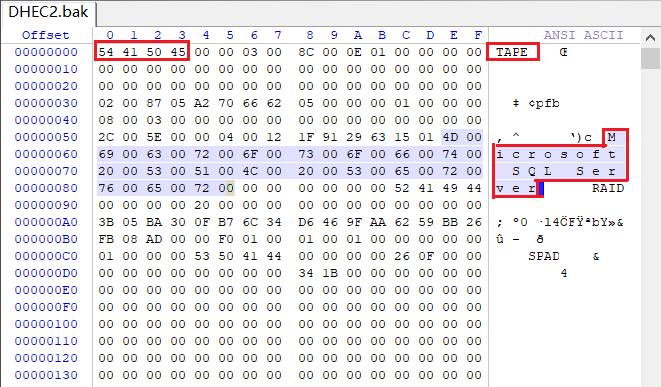 DHEC2.bak
Offset 0 1 2 3 4 5 6 7 8 9 A B C D E F ANSI ASCII
00000000 54 41 50 45 00 00 03 00 8C 00 0E 01 00 00 00 00 TAPE Œ
00000010 00 00 00 00 00 00 00 00 00 00 00 00 00 00 00 00
00000020 00 00 00 00 00 00 00 00 00 00 00 00 00 00 00 00
00000030 02 00 87 05 A2 70 66 62 05 00 00 00 01 00 00 00 ‡ ¢pfb
00000040 08 00 03 00 00 00 00 00 00 00 00 00 00 00 00 00
00000050 2C 00 5E 00 00 04 00 12 1F 91 29 63 15 01 4D 00 , ^ ‘)c M
00000060 69 00 63 00 72 00 6F 00 73 00 6F 00 66 00 74 00 i c r o s o f t
00000070 20 00 53 00 51 00 4C 00 20 00 53 00 65 00 72 00 S Q L S e r
00000080 76 00 65 00 72 00 00 00 00 00 00 00 52 41 49 44 v e r RAID
00000090 00 00 00 00 20 00 00 00 00 00 00 00 00 00 00 00
000000A0 3B 05 BA 30 0F B7 6C 34 D6 46 9F AA 62 59 BB 26 ; º0 ·l4ÖFŸªbY»&
000000B0 FB 08 AD 00 00 F0 01 00 01 00 01 00 00 00 00 00 û - ð
000000C0 01 00 00 00 53 50 41 44 00 00 00 00 26 0F 00 00 SPAD &
000000D0 00 00 00 00 00 00 00 00 34 1B 00 00 00 00 00 00 4
000000E0 00 00 00 00 00 00 00 00 00 00 00 00 00 00 00 00
000000F0 00 00 00 00 00 00 00 00 00 00 00 00 00 00 00 00
00000100 00 00 00 00 00 00 00 00 00 00 00 00 00 00 00 00
00000110 00 00 00 00 00 00 00 00 00 00 00 00 00 00 00 00
00000120 00 00 00 00 00 00 00 00 00 00 00 00 00 00 00 00
00000130 00 00 00 00 00 00 00 00 00 00 00 00 00 00 00 00